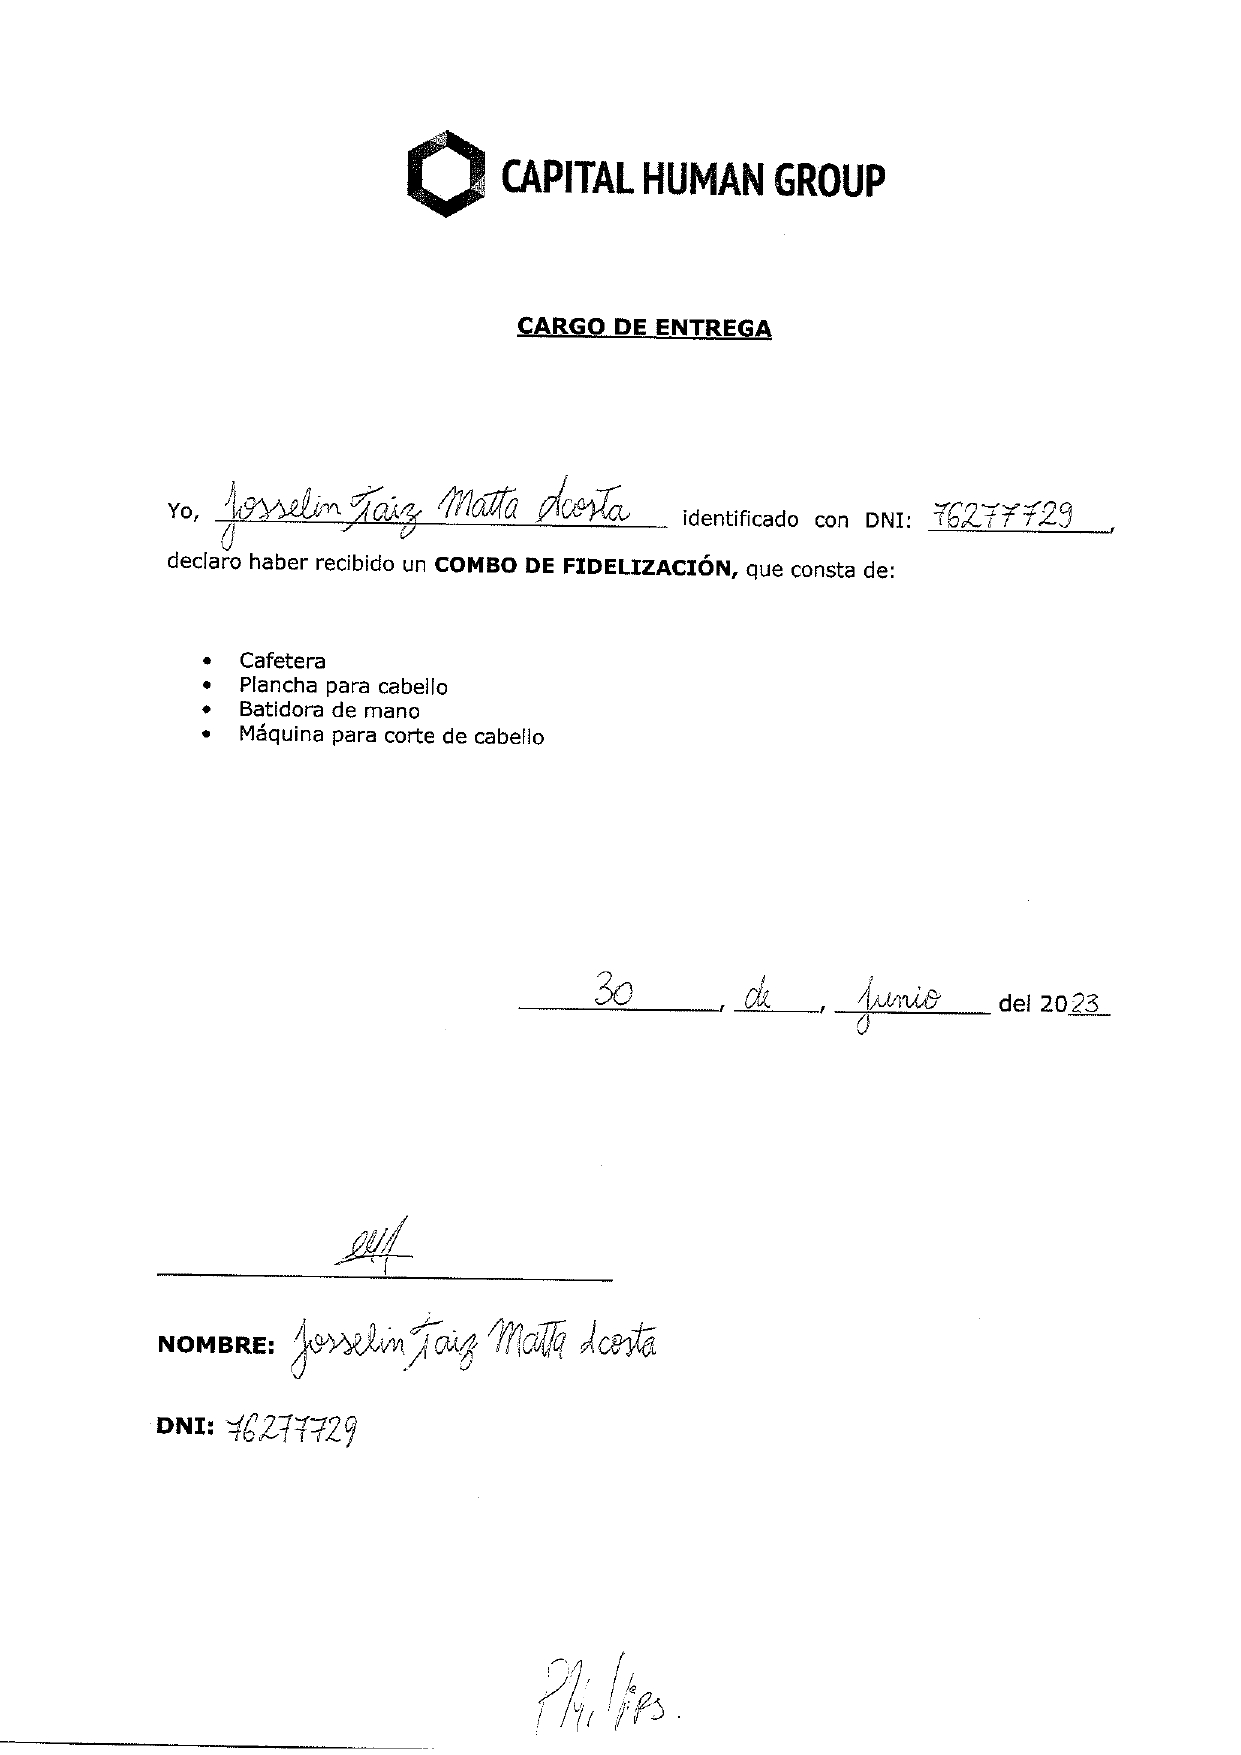 CAPITAL HUMAN GROUP
CARGO DE ENTREGA
Yo, Josselin Taiz Matta Acosta identificado con DNI: 76277729,
declaro haber recibido un COMBO DE FIDELIZACIÓN, que consta de:
• Cafetera
• Plancha para cabello
• Batidora de mano
• Máquina para corte de cabello
30, de, junio del 2023
NOMBRE: Josselin Taiz Matta Acosta
DNI: 76277729
Phillips.